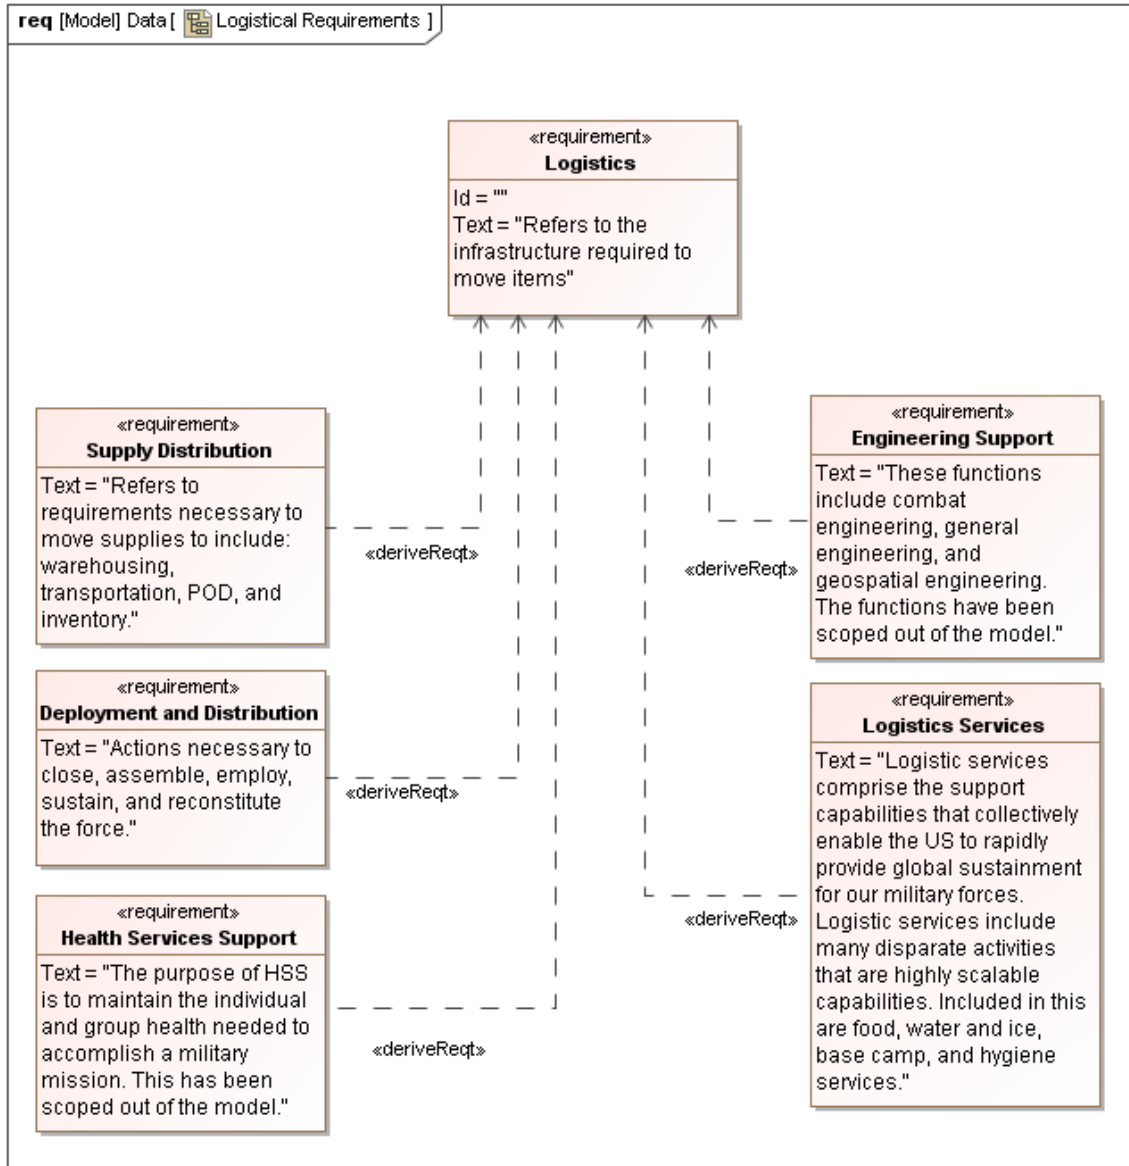 req [Model] Data [ Logistical Requirements ]
«requirement»
Logistics
Id = ""
Text = "Refers to the
infrastructure required to
move items"
«requirement»
Supply Distribution
Text = "Refers to
requirements necessary to
move supplies to include:
warehousing,
transportation, POD, and
inventory."
«deriveReqt»
«requirement»
Engineering Support
Text = "These functions
include combat
engineering, general
engineering, and
geospatial engineering.
The functions have been
scoped out of the model."
«deriveReqt»
«requirement»
Deployment and Distribution
Text = "Actions necessary to
close, assemble, employ,
sustain, and reconstitute
the force."
«deriveReqt»
«requirement»
Logistics Services
Text = "Logistic services
comprise the support
capabilities that collectively
enable the US to rapidly
provide global sustainment
for our military forces.
Logistic services include
many disparate activities
that are highly scalable
capabilities. Included in this
are food, water and ice,
base camp, and hygiene
services."
«deriveReqt»
«requirement»
Health Services Support
Text = "The purpose of HSS
is to maintain the individual
and group health needed to
accomplish a military
mission. This has been
scoped out of the model."
«deriveReqt»